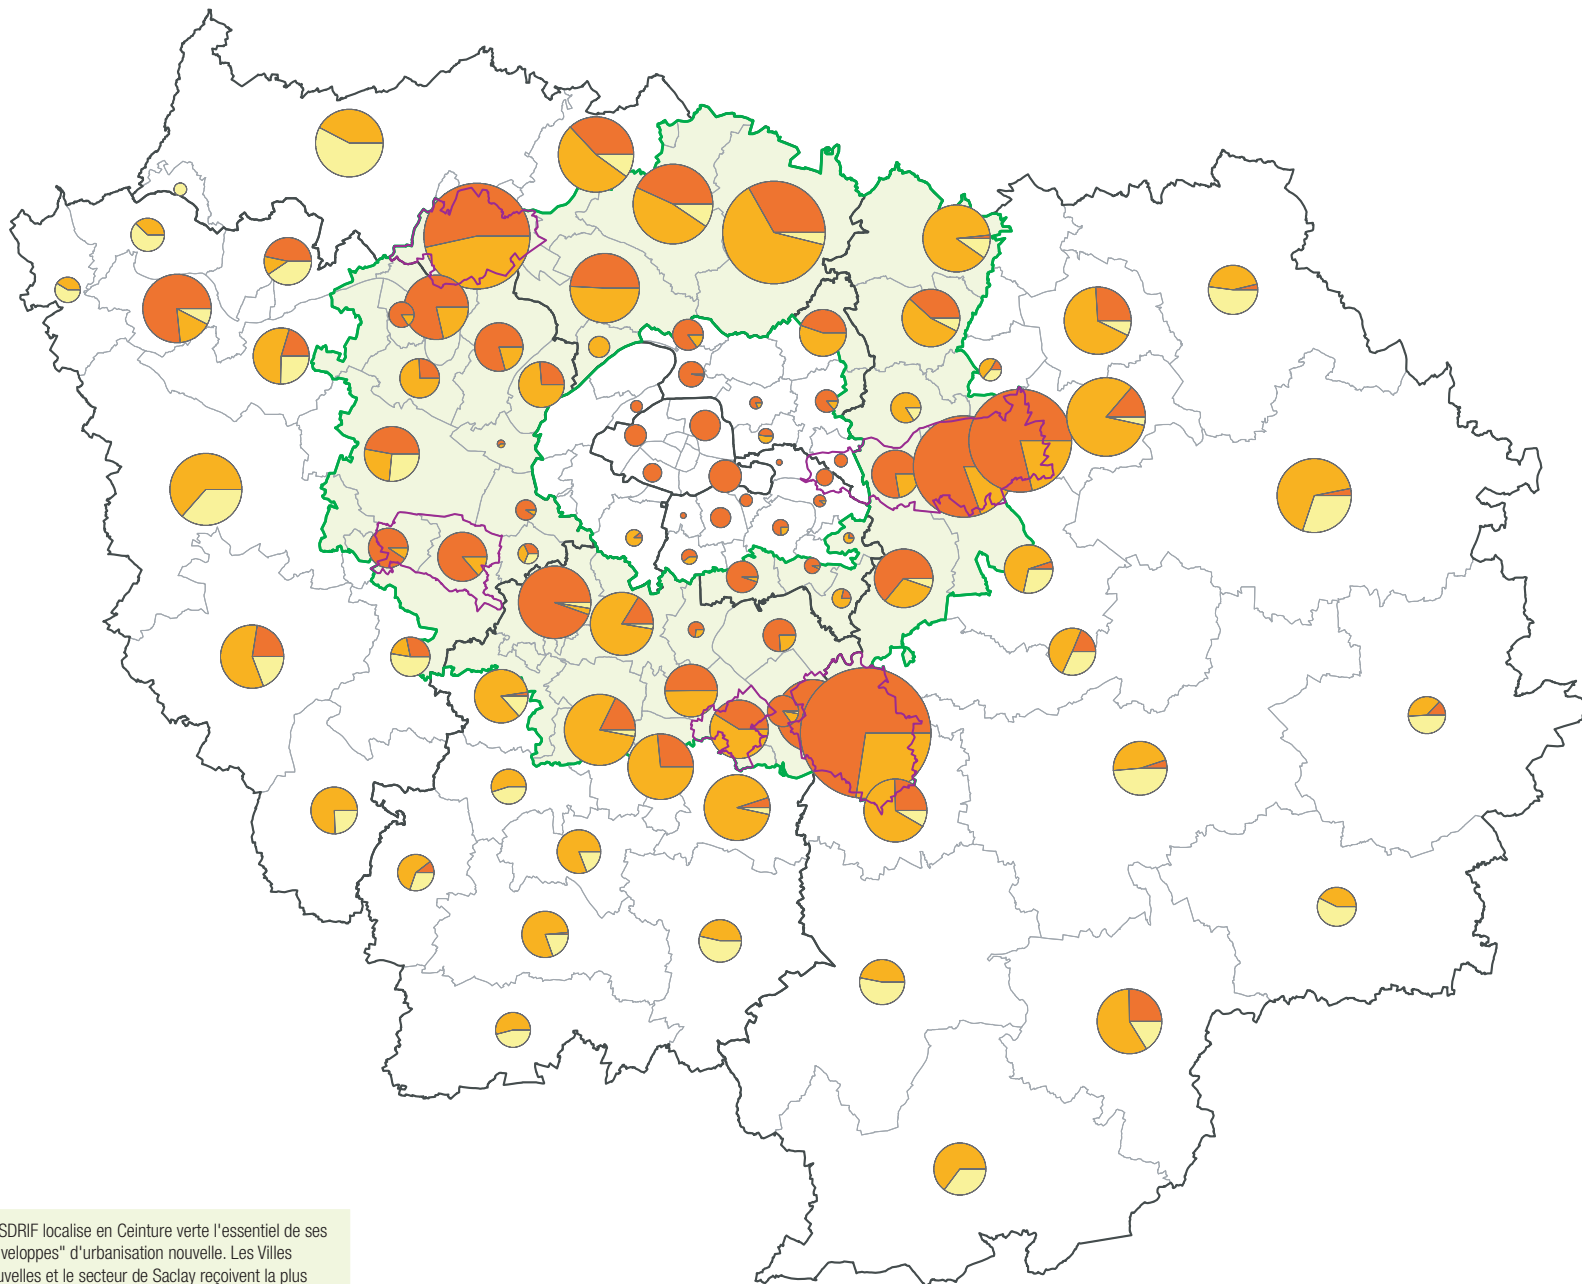 SDRIF localise en Ceinture verte l'essentiel de ses
veloppes" d'urbanisation nouvelle. Les Villes
uvelles et le secteur de Saclay reçoivent la plus